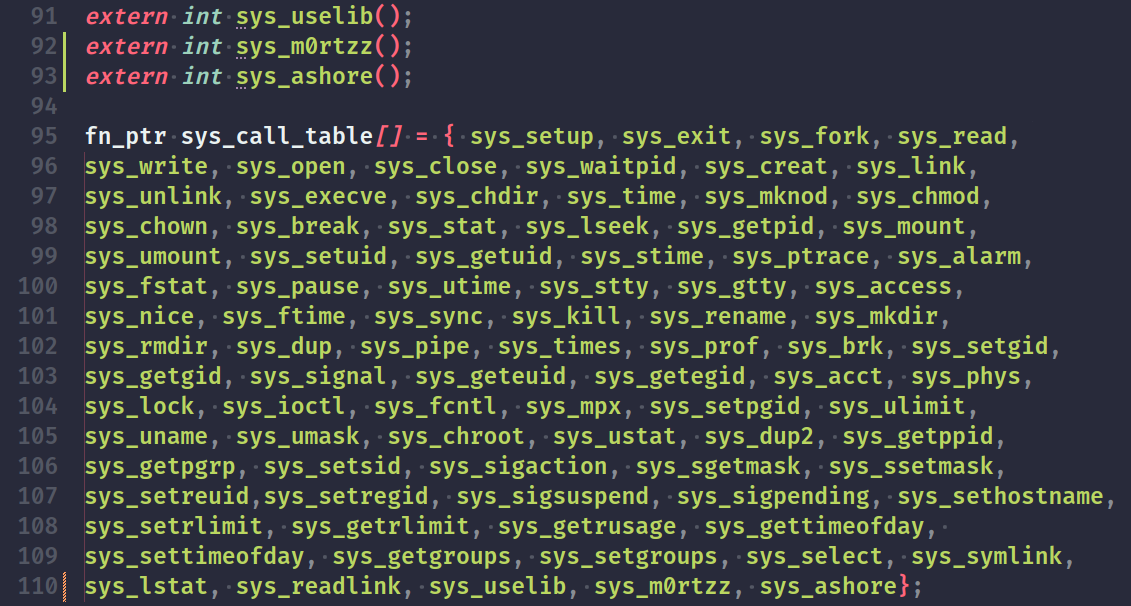 91 extern int sys_uselib();
92 extern int sys_m0rtzz();
93 extern int sys_ashore();
94
95 fn_ptr sys_call_table[] = { sys_setup, sys_exit, sys_fork, sys_read,
96 sys_write, sys_open, sys_close, sys_waitpid, sys_creat, sys_link,
97 sys_unlink, sys_execve, sys_chdir, sys_time, sys_mknod, sys_chmod,
98 sys_chown, sys_break, sys_stat, sys_lseek, sys_getpid, sys_mount,
99 sys_umount, sys_setuid, sys_getuid, sys_stime, sys_ptrace, sys_alarm,
100 sys_fstat, sys_pause, sys_utime, sys_stty, sys_gtty, sys_access,
101 sys_nice, sys_ftime, sys_sync, sys_kill, sys_rename, sys_mkdir,
102 sys_rmdir, sys_dup, sys_pipe, sys_times, sys_prof, sys_brk, sys_setgid,
103 sys_getgid, sys_signal, sys_geteuid, sys_getegid, sys_acct, sys_phys,
104 sys_lock, sys_ioctl, sys_fcntl, sys_mpx, sys_setpgid, sys_ulimit,
105 sys_uname, sys_umask, sys_chroot, sys_ustat, sys_dup2, sys_getppid,
106 sys_getpgrp, sys_setsid, sys_sigaction, sys_sgetmask, sys_ssetmask,
107 sys_setreuid,sys_setregid, sys_sigsuspend, sys_sigpending, sys_sethostname,
108 sys_setrlimit, sys_getrlimit, sys_getrusage, sys_gettimeofday,
109 sys_settimeofday, sys_getgroups, sys_setgroups, sys_select, sys_symlink,
110 sys_lstat, sys_readlink, sys_uselib, sys_m0rtzz, sys_ashore};